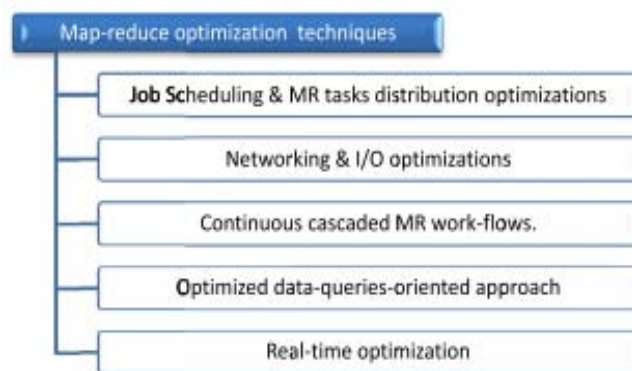 Map-reduce optimization techniques
Job Scheduling & MR tasks distribution optimizations
Networking & I/O optimizations
Continuous cascaded MR work-flows.
Optimized data-queries-oriented approach
Real-time optimization